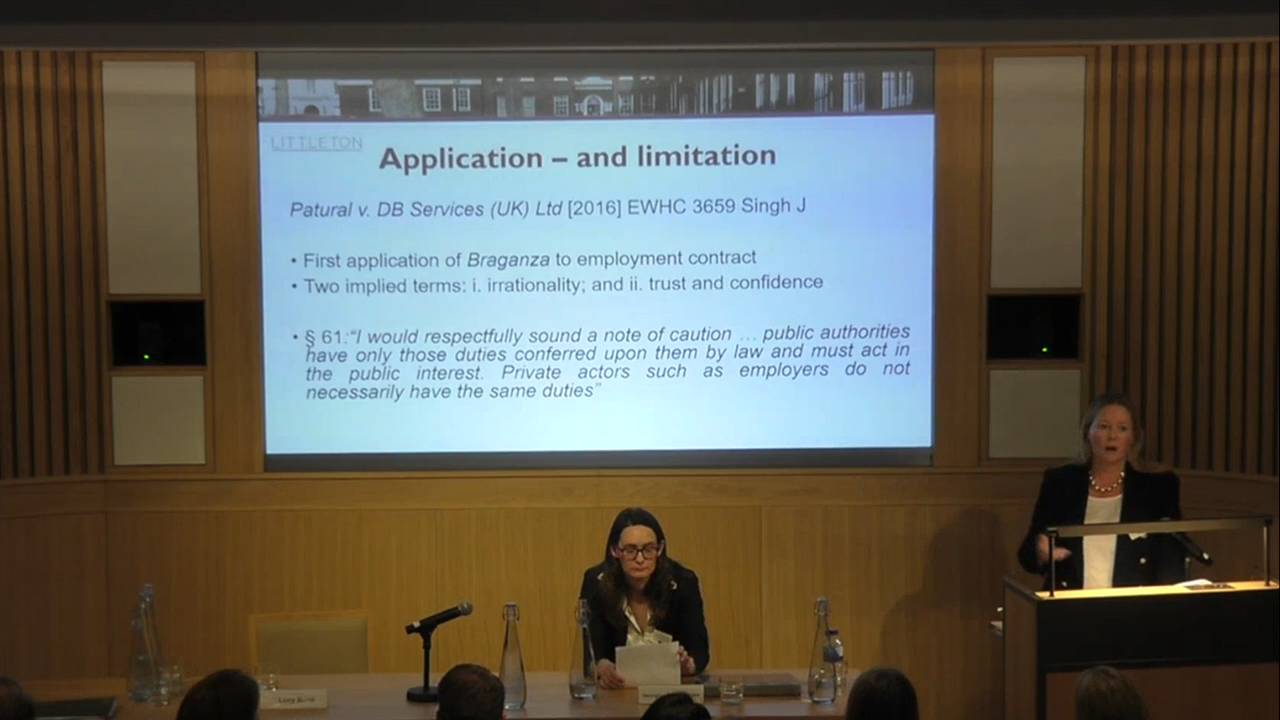 LITTLETON
Application – and limitation
Patural v. DB Services (UK) Ltd [2016] EWHC 3659 Singh J
• First application of Braganza to employment contract
• Two implied terms: i. irrationality; and ii. trust and confidence
• § 61:“I would respectfully sound a note of caution … public authorities
have only those duties conferred upon them by law and must act in
the public interest. Private actors such as employers do not
necessarily have the same duties”